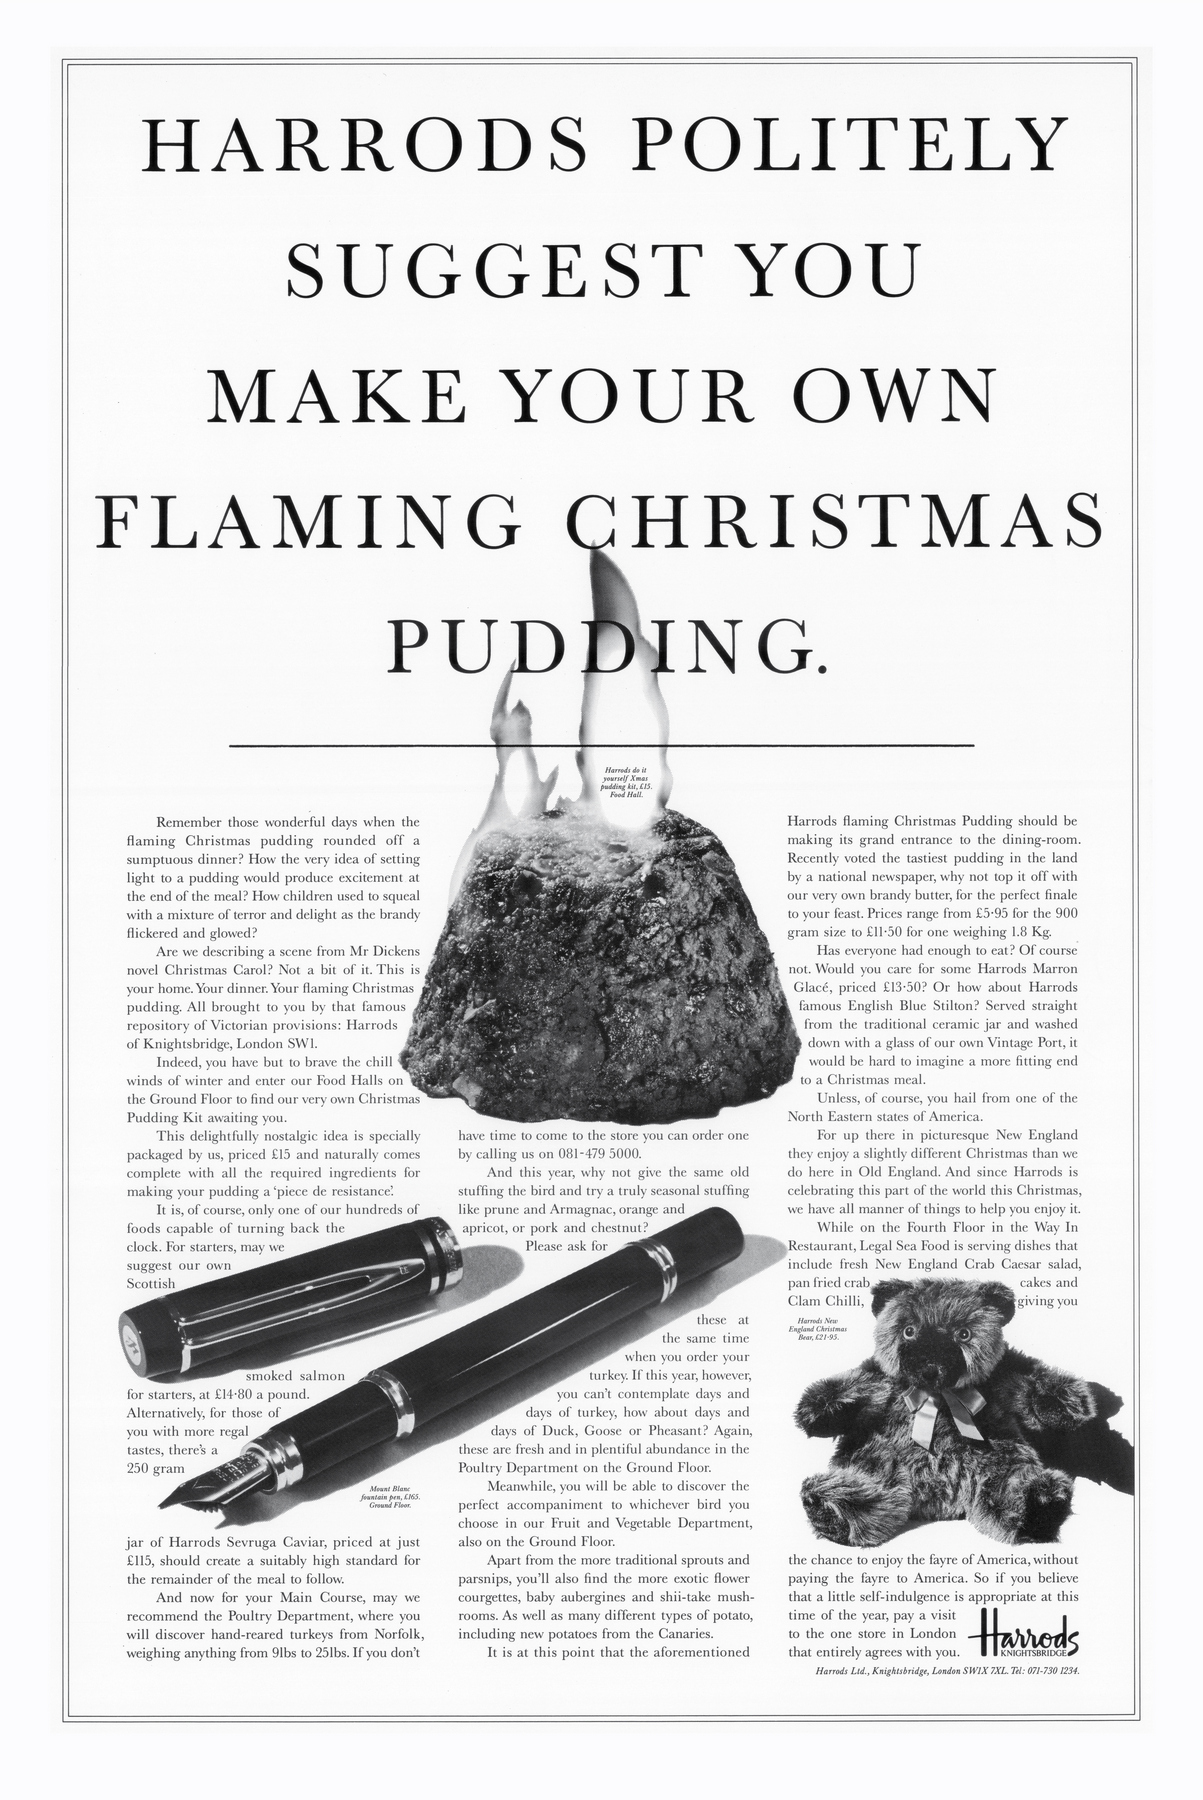 HARRODS POLITELY
SUGGEST YOU
MAKE YOUR OWN
FLAMING CHRISTMAS
PUDDING.
Harrods do it
yourself Xmas
pudding kit, £15.
Food Hall.
Remember those wonderful days when the
flaming Christmas pudding rounded off a
sumptuous dinner? How the very idea of setting
light to a pudding would produce excitement at
the end of the meal? How children used to squeal
with a mixture of terror and delight as the brandy
flickered and glowed?
Are we describing a scene from Mr Dickens
novel Christmas Carol? Not a bit of it. This is
your home. Your dinner. Your flaming Christmas
pudding. All brought to you by that famous
repository of Victorian provisions: Harrods
of Knightsbridge, London SW1.
Indeed, you have but to brave the chill
winds of winter and enter our Food Halls on
the Ground Floor to find our very own Christmas
Pudding Kit awaiting you.
This delightfully nostalgic idea is specially
packaged by us, priced £15 and naturally comes
complete with all the required ingredients for
making your pudding a ‘piece de resistance’.
It is, of course, only one of our hundreds of
foods capable of turning back the
clock. For starters, may we
suggest our own
Scottish
smoked salmon
for starters, at £14·80 a pound.
Alternatively, for those of
you with more regal
tastes, there’s a
250 gram
Mount Blanc
fountain pen, £165.
Ground Floor.
jar of Harrods Sevruga Caviar, priced at just
£115, should create a suitably high standard for
the remainder of the meal to follow.
And now for your Main Course, may we
recommend the Poultry Department, where you
will discover hand-reared turkeys from Norfolk,
weighing anything from 9lbs to 25lbs. If you don’t
have time to come to the store you can order one
by calling us on 081-479 5000.
And this year, why not give the same old
stuffing the bird and try a truly seasonal stuffing
like prune and Armagnac, orange and
apricot, or pork and chestnut?
Please ask for
these at
the same time
when you order your
turkey. If this year, however,
you can’t contemplate days and
days of turkey, how about days and
days of Duck, Goose or Pheasant? Again,
these are fresh and in plentiful abundance in the
Poultry Department on the Ground Floor.
Meanwhile, you will be able to discover the
perfect accompaniment to whichever bird you
choose in our Fruit and Vegetable Department,
also on the Ground Floor.
Apart from the more traditional sprouts and
parsnips, you’ll also find the more exotic flower
courgettes, baby aubergines and shii-take mush-
rooms. As well as many different types of potato,
including new potatoes from the Canaries.
It is at this point that the aforementioned
Harrods flaming Christmas Pudding should be
making its grand entrance to the dining-room.
Recently voted the tastiest pudding in the land
by a national newspaper, why not top it off with
our very own brandy butter, for the perfect finale
to your feast. Prices range from £5·95 for the 900
gram size to £11·50 for one weighing 1.8 Kg.
Has everyone had enough to eat? Of course
not. Would you care for some Harrods Marron
Glacé, priced £13·50? Or how about Harrods
famous English Blue Stilton? Served straight
from the traditional ceramic jar and washed
down with a glass of our own Vintage Port, it
would be hard to imagine a more fitting end
to a Christmas meal.
Unless, of course, you hail from one of the
North Eastern states of America.
For up there in picturesque New England
they enjoy a slightly different Christmas than we
do here in Old England. And since Harrods is
celebrating this part of the world this Christmas,
we have all manner of things to help you enjoy it.
While on the Fourth Floor in the Way In
Restaurant, Legal Sea Food is serving dishes that
include fresh New England Crab Caesar salad,
pan fried crab cakes and
Clam Chilli, giving you
Harrods New
England Christmas
Bear, £21·95.
the chance to enjoy the fayre of America, without
paying the fayre to America. So if you believe
that a little self-indulgence is appropriate at this
time of the year, pay a visit
to the one store in London
that entirely agrees with you.
Harrods
KNIGHTSBRIDGE
Harrods Ltd., Knightsbridge, London SW1X 7XL. Tel: 071-730 1234.